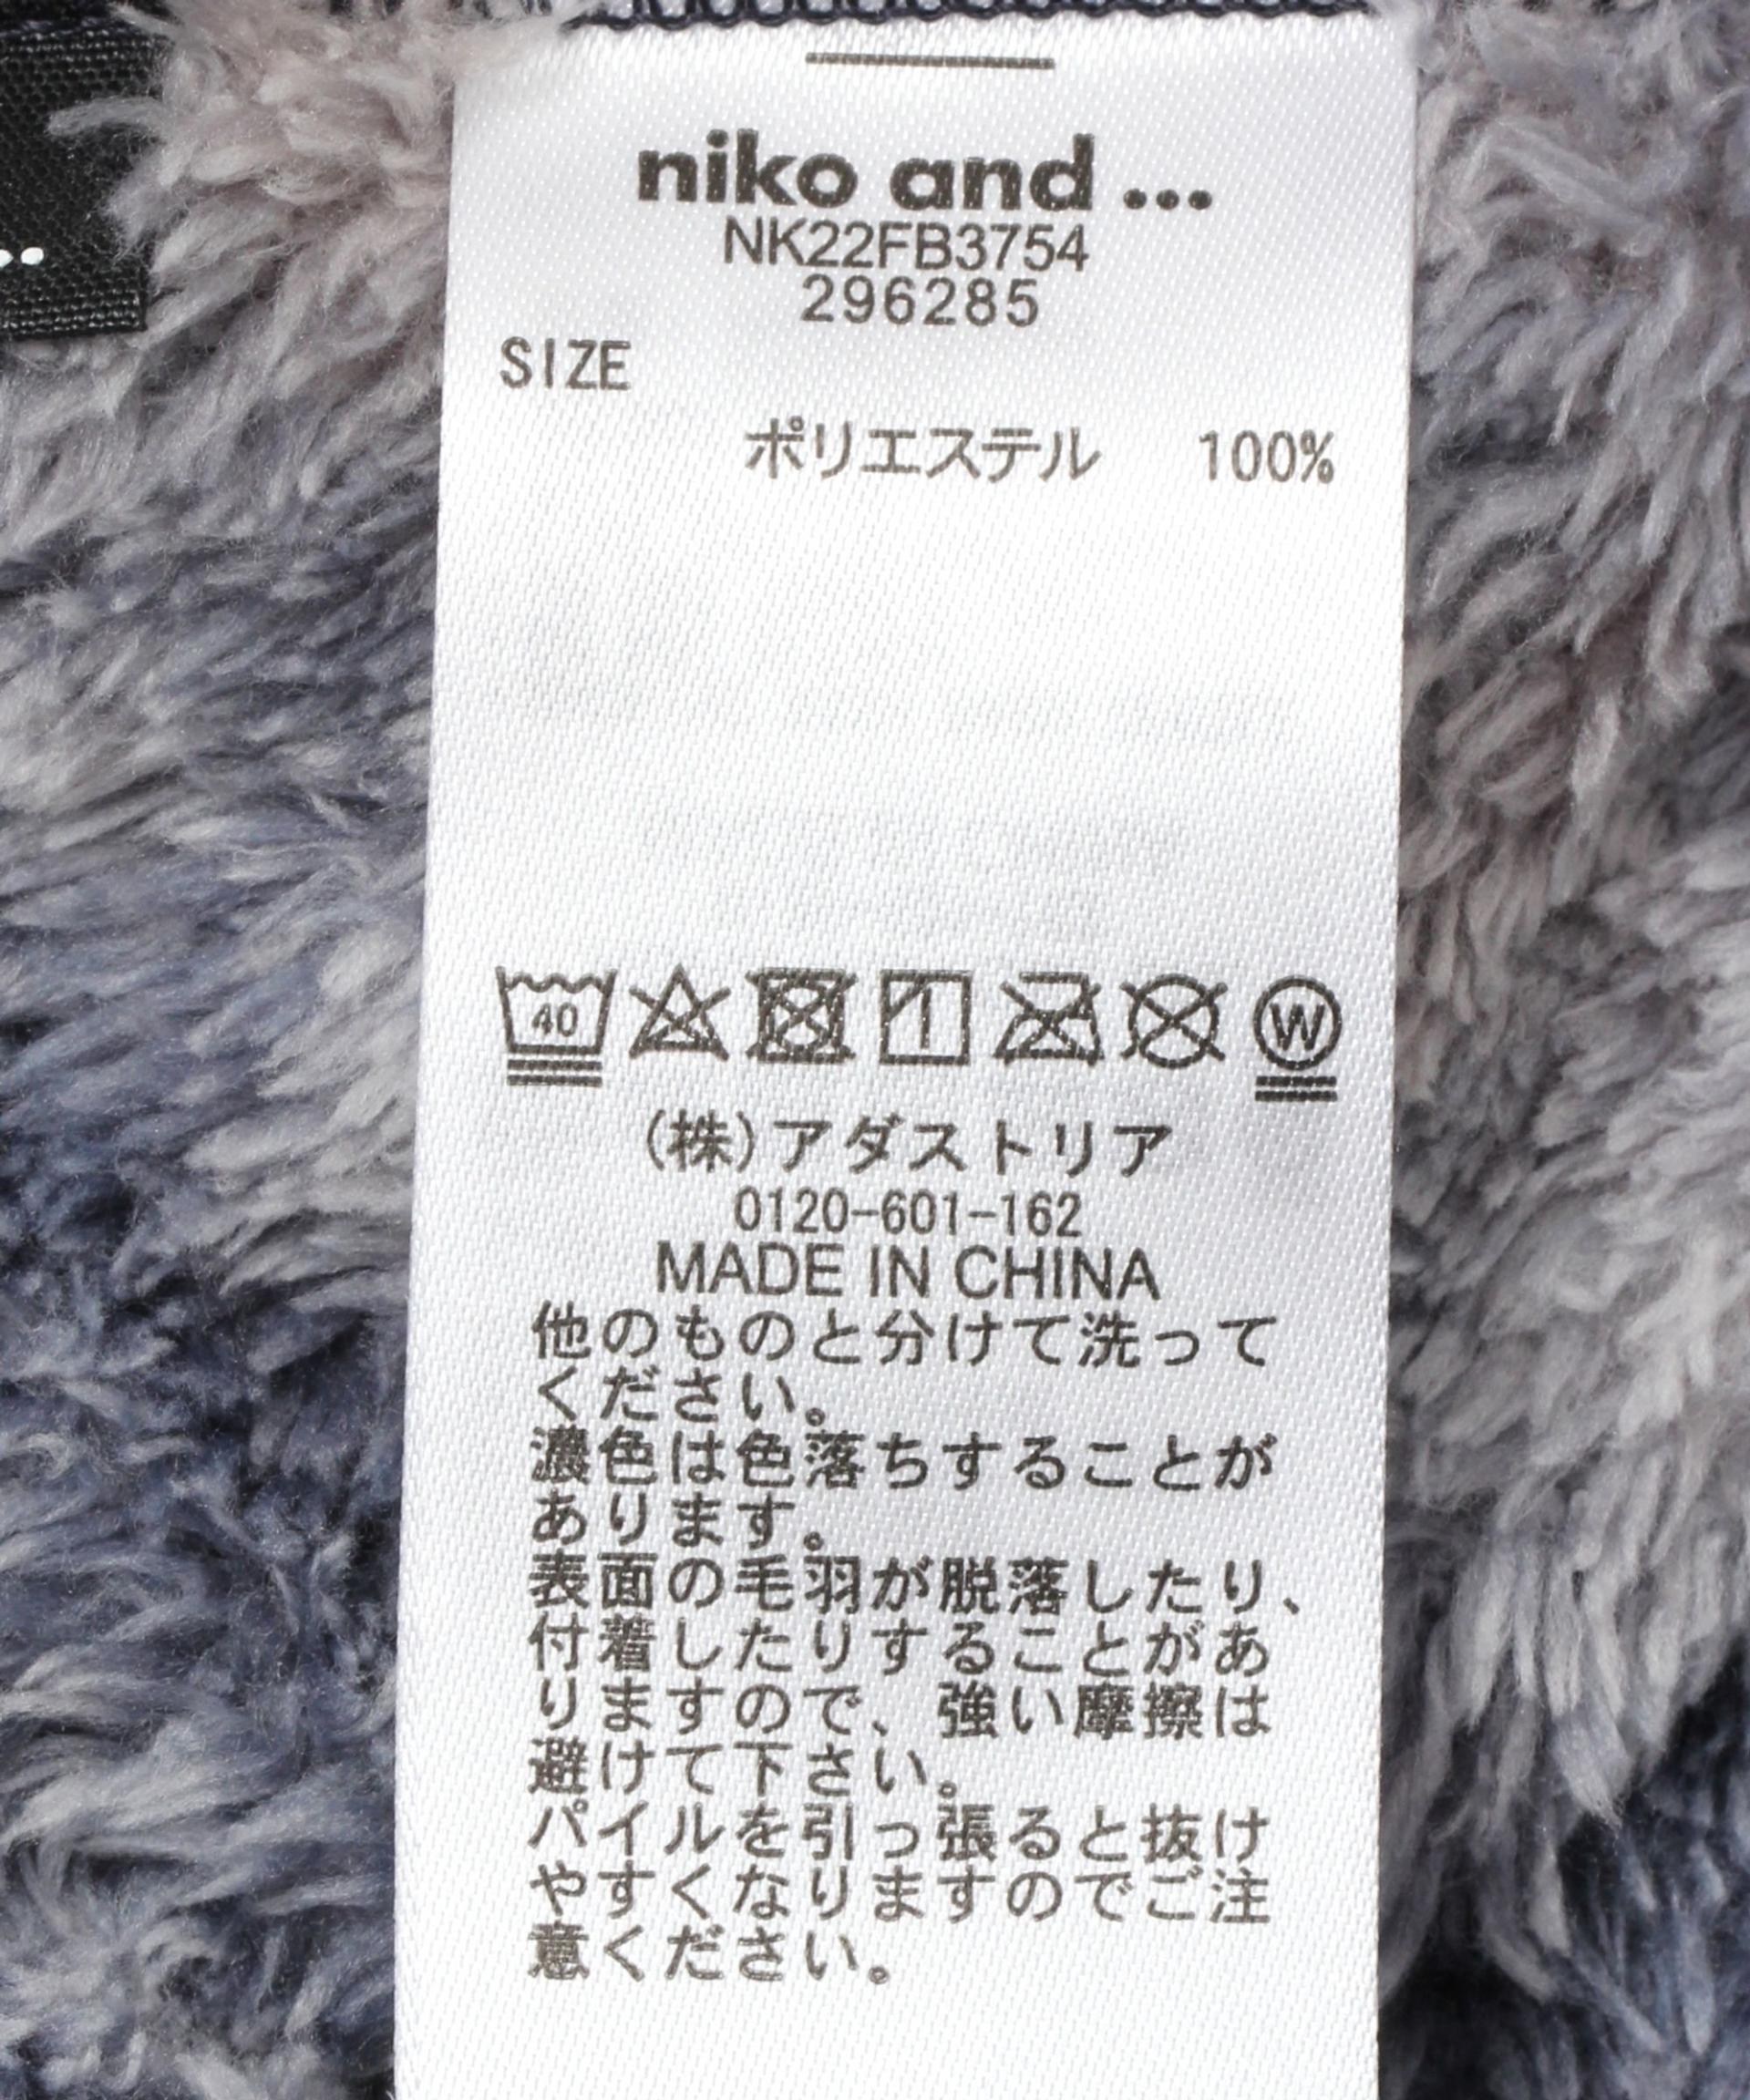 niko and ...
NK22FB3754
296285
SIZE
ポリエステル 100%
40
W
(株)アダストリア
0120-601-162
MADE IN CHINA
他のものと分けて洗って
ください。
濃色は色落ちすることが
あります。
表面の毛羽が脱落したり、
付着したりすることがあ
りますので、強い摩擦は
避けて下さい。
パイルを引っ張ると抜け
やすくなりますのでご注
意ください。